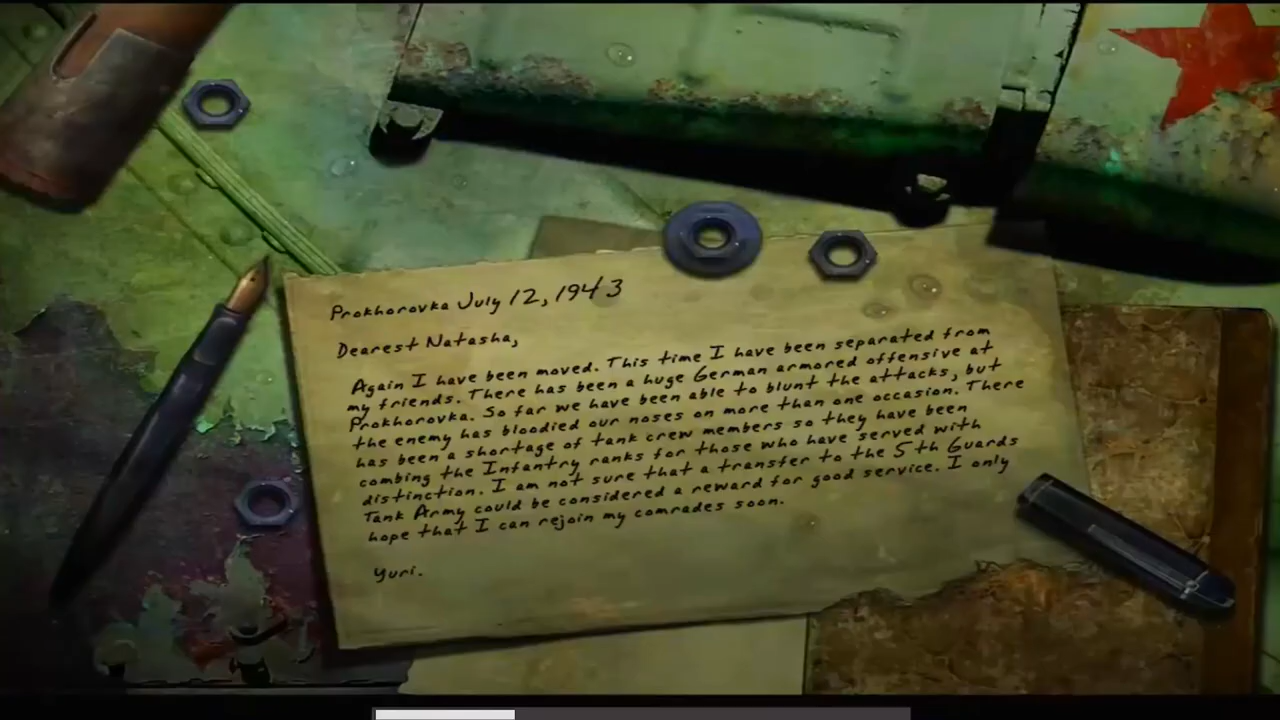 Prokhorovka July 12, 1943
Dearest Natasha,
Again I have been moved. This time I have been separated from
my friends. There has been a huge German armored offensive at
Prokhorovka. So far we have been able to blunt the attacks, but
the enemy has bloodied our noses on more than one occasion. There
has been a shortage of tank crew members so they have been
combing the Infantry ranks for those who have served with
distinction. I am not sure that a transfer to the 5th Guards
Tank Army could be considered a reward for good service. I only
hope that I can rejoin my comrades soon.
Yuri.